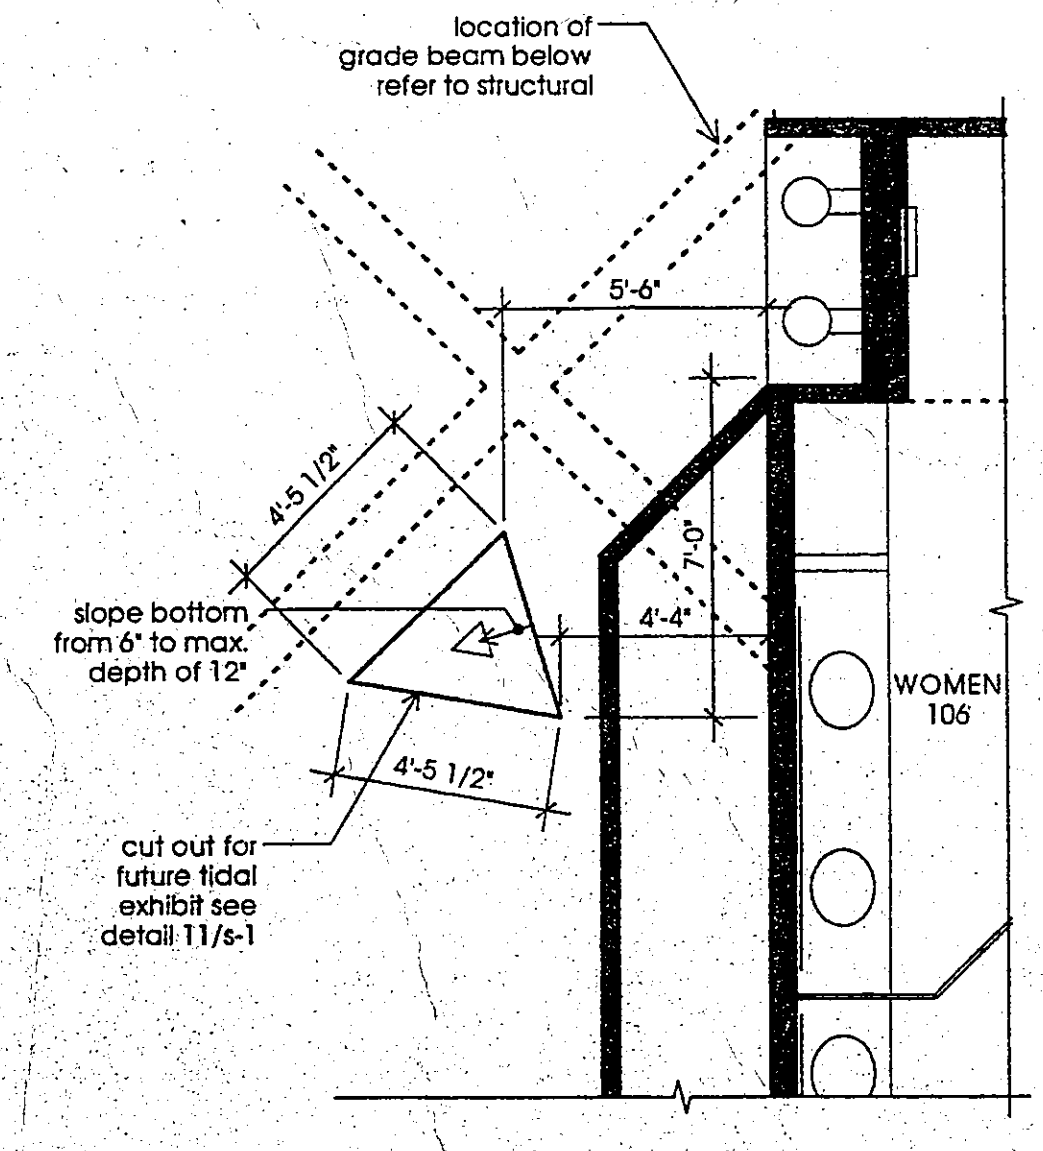 location of
grade beam below
refer to structural
5'-6"
4'-5 1/2"
7'-0"
slope bottom
from 6" to max.
depth of 12"
4'-4"
WOMEN
106
4'-5 1/2"
cut out for
future tidal
exhibit see
detail 11/s-1